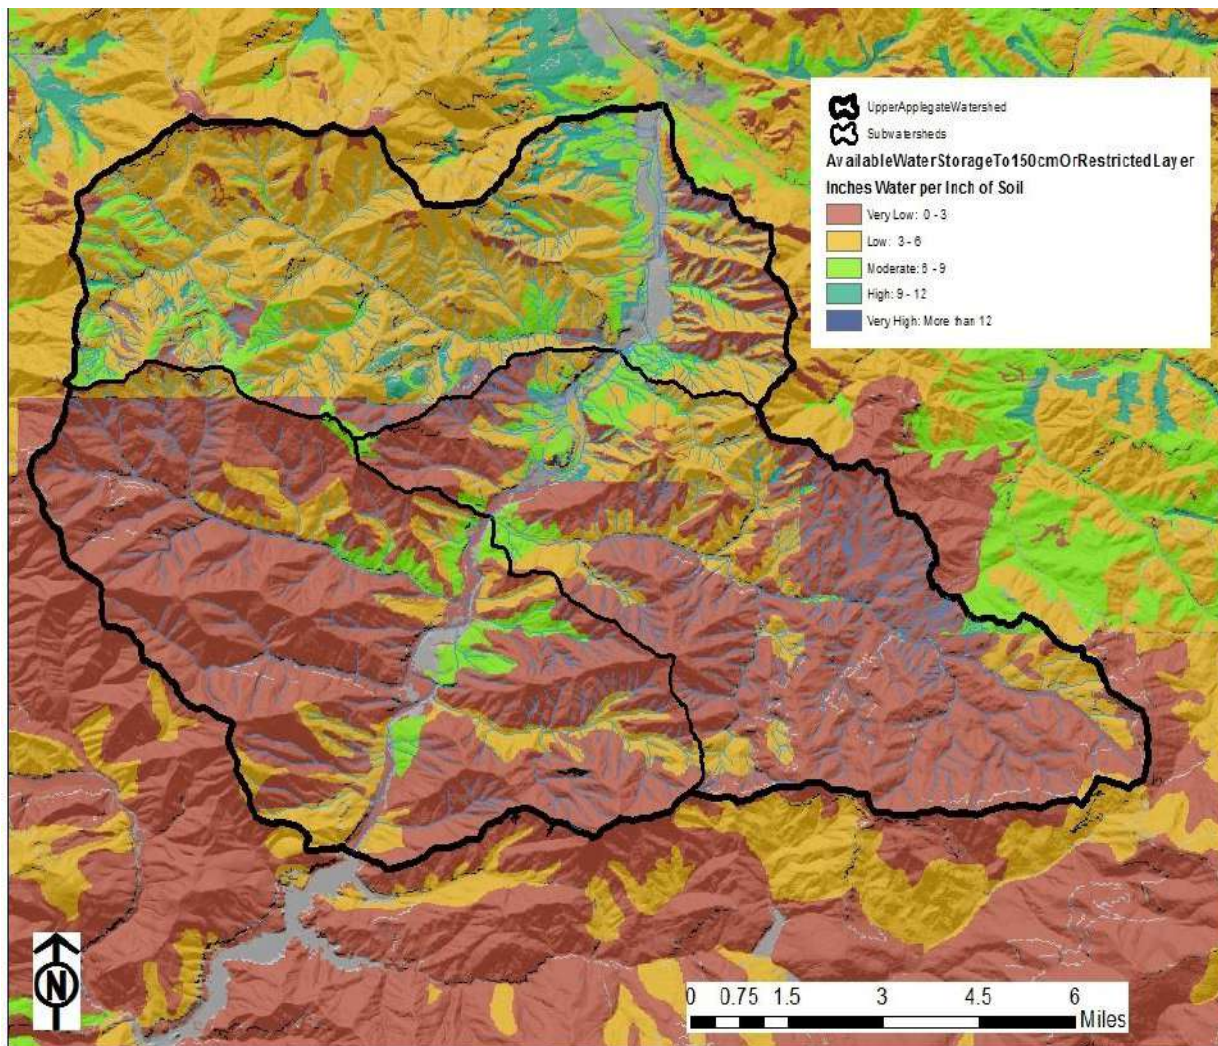 UpperApplegateWatershed
Subwatersheds
AvailableWaterStorageTo150cmOrRestrictedLayer
Inches Water per Inch of Soil
Very Low: 0 - 3
Low: 3 - 6
Moderate: 6 - 9
High: 9 - 12
Very High: More than 12
N
0 0.75 1.5 3 4.5 6
Miles